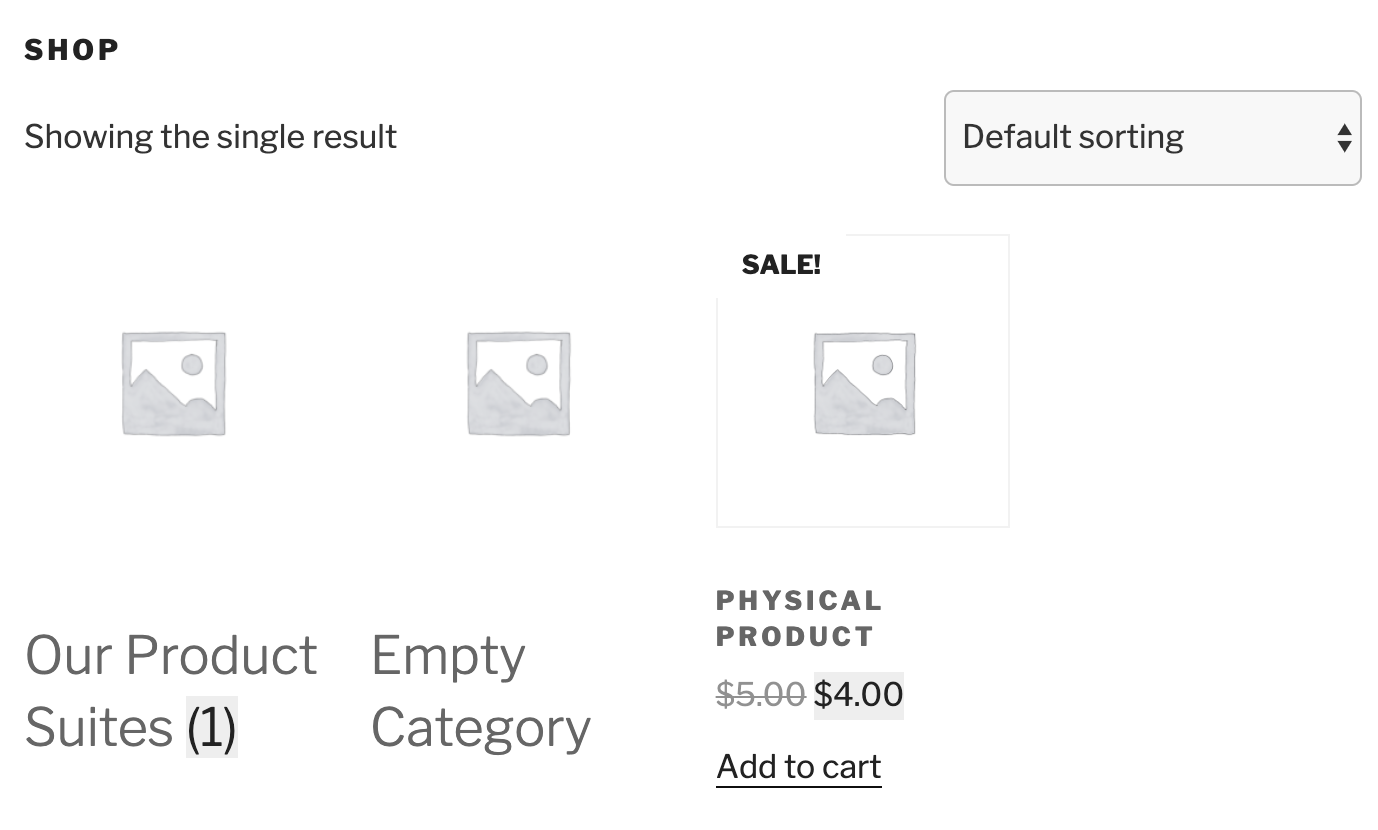 SHOP
Showing the single result
Default sorting
SALE!
Our Product
Suites (1)
Empty
Category
PHYSICAL
PRODUCT
$5.00 $4.00
Add to cart